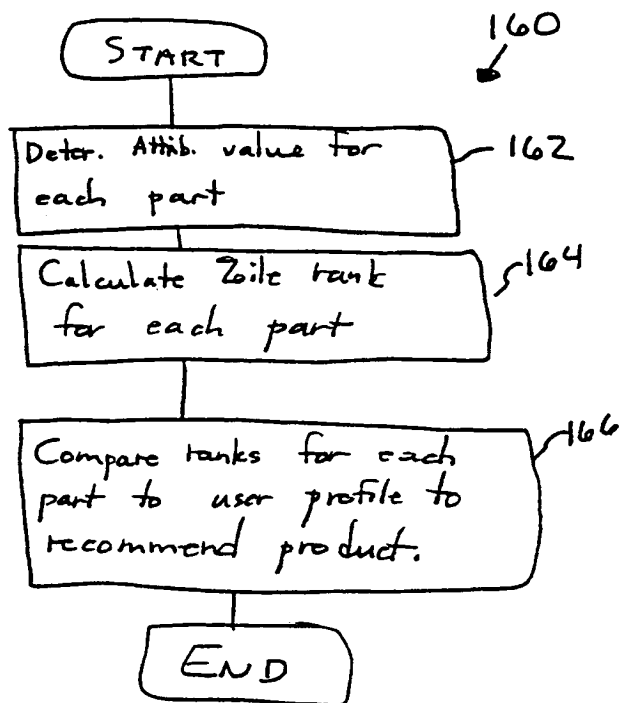 160
START
Deter. Attrib. value for
each part
162
Calculate %ile rank
for each part
164
Compare ranks for each
part to user profile to
recommend product.
166
END